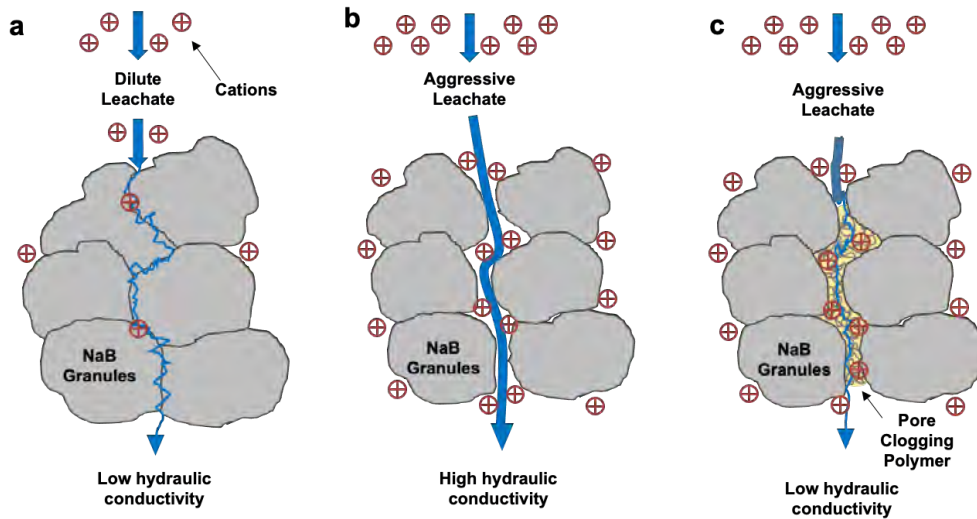 a
Dilute
Leachate
Cations
NaB
Granules
Low hydraulic
conductivity
b
Aggressive
Leachate
NaB
Granules
High hydraulic
conductivity
c
Aggressive
Leachate
NaB
Granules
Pore
Clogging
Polymer
Low hydraulic
conductivity